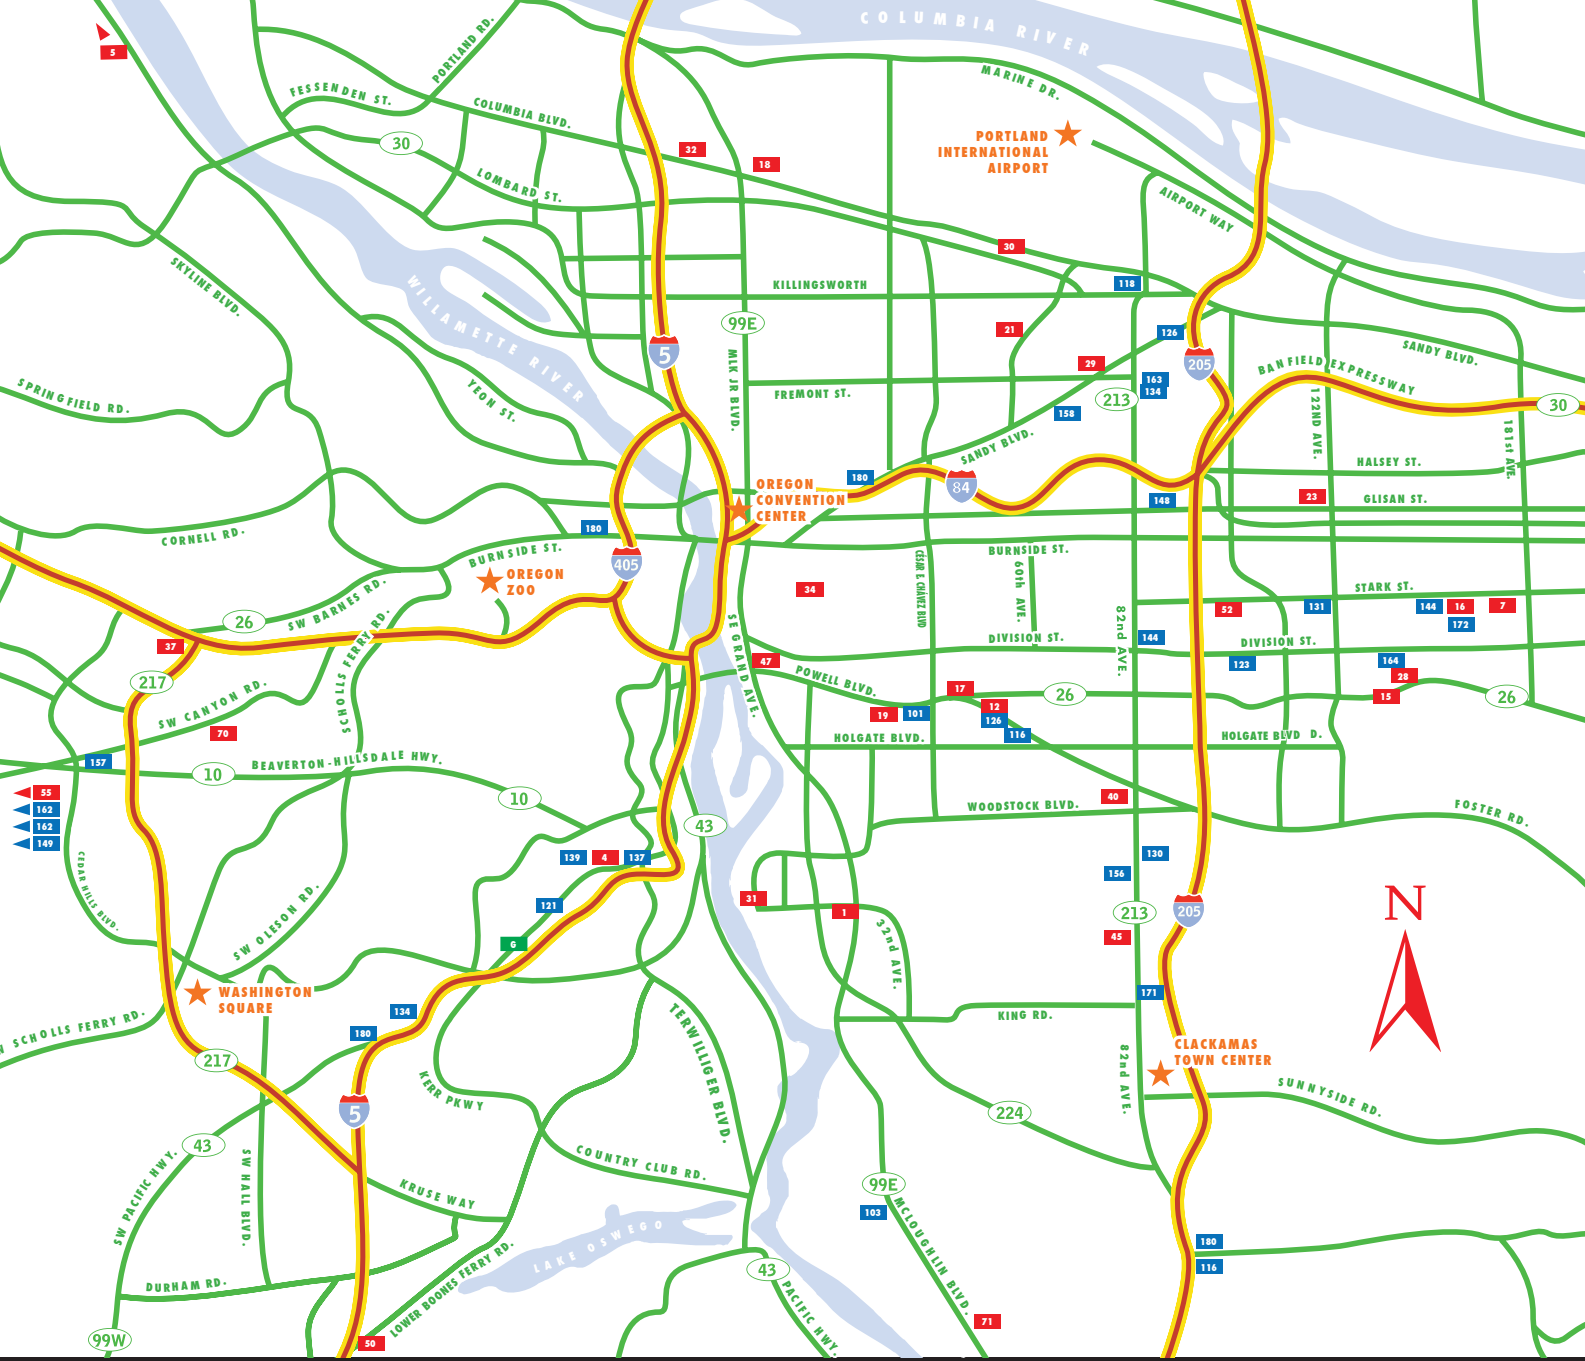 COLUMBIA RIVER
PORTLAND RD.
5
MARINE DR.
FESSENDEN ST.
COLUMBIA BLVD.
PORTLAND
INTERNATIONAL
AIRPORT
30
32
18
LOMBARD ST.
AIRPORT WAY
30
SKYLINE BLVD.
KILLINGSWORTH
118
WILLAMETTE RIVER
99E
21
126
5
MLK JR BLVD.
29
205
BANFIELD EXPRESSWAY
SANDY BLVD.
SPRINGFIELD RD.
YEON ST.
FREMONT ST.
163
134
213
158
122ND AVE.
30
181st AVE.
SANDY BLVD.
HALSEY ST.
180
84
OREGON
CONVENTION
CENTER
148
23
GLISAN ST.
CORNELL RD.
180
BURNSIDE ST.
405
BURNSIDE ST.
CÉSAR E. CHÁVEZ BLVD
60th AVE.
OREGON
ZOO
34
STARK ST.
SW BARNES RD.
26
82nd AVE.
52
131
144
16
7
172
37
SCHOLLS FERRY RD.
SE GRAND AVE.
DIVISION ST.
144
DIVISION ST.
123
164
47
28
217
SW CANYON RD.
POWELL BLVD.
17
26
15
26
19
101
12
126
70
116
HOLGATE BLVD.
HOLGATE BLVD D.
157
10
BEAVERTON-HILLSDALE HWY.
55
162
162
149
10
40
WOODSTOCK BLVD.
FOSTER RD.
43
CEDAR HILLS BLVD.
139
4
137
130
156
SW OLESON RD.
121
31
1
213
205
N
G
32nd AVE.
45
WASHINGTON
SQUARE
134
171
N SCHOLLS FERRY RD.
180
TERWILLIGER BLVD.
KING RD.
217
CLACKAMAS
TOWN CENTER
82nd AVE.
KERR PKWY
SUNNYSIDE RD.
5
224
43
SW PACIFIC HWY.
SW HALL BLVD.
COUNTRY CLUB RD.
KRUSE WAY
99E
103
MCLOUGHLIN BLVD.
LAKE OSWEGO
180
116
DURHAM RD.
LOWER BOONES FERRY RD.
43
PACIFIC HWY.
71
99W
50